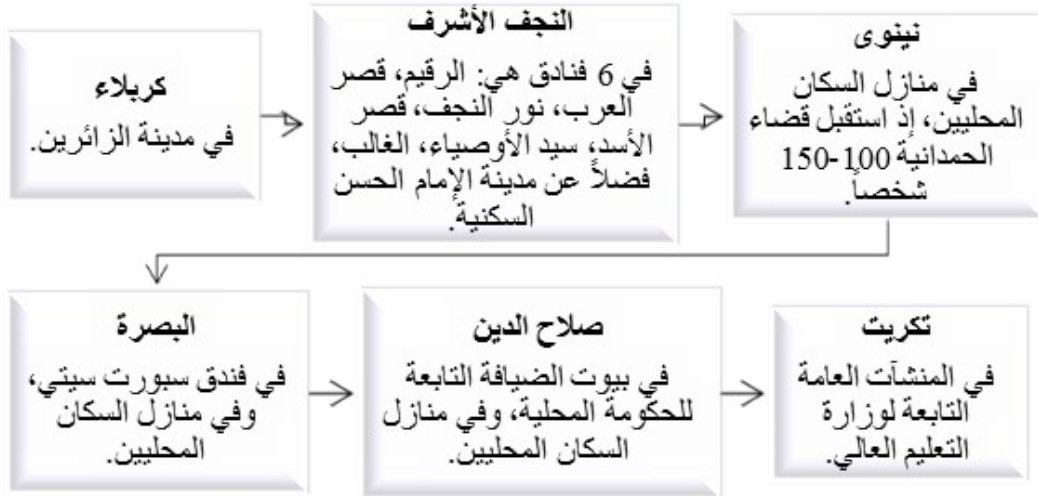 كربلاء
في مدينة الزائرين.
النجف الأشرف
في 6 فنادق هي: الرقيم، قصر
العرب، نور النجف، قصر
الأسد، سيد الأوصياء، الغالب،
فضلاً عن مدينة الإمام الحسن
السكنية.
نينوى
في منازل السكان
المحليين، إذ استقبل قضاء
الحمدانية 100-150
شخصاً.
البصرة
في فندق سبورت سيتي،
وفي منازل السكان
المحليين.
صلاح الدين
في بيوت الضيافة التابعة
للحكومة المحلية، وفي منازل
السكان المحليين.
تكريت
في المنشآت العامة
التابعة لوزارة
التعليم العالي.